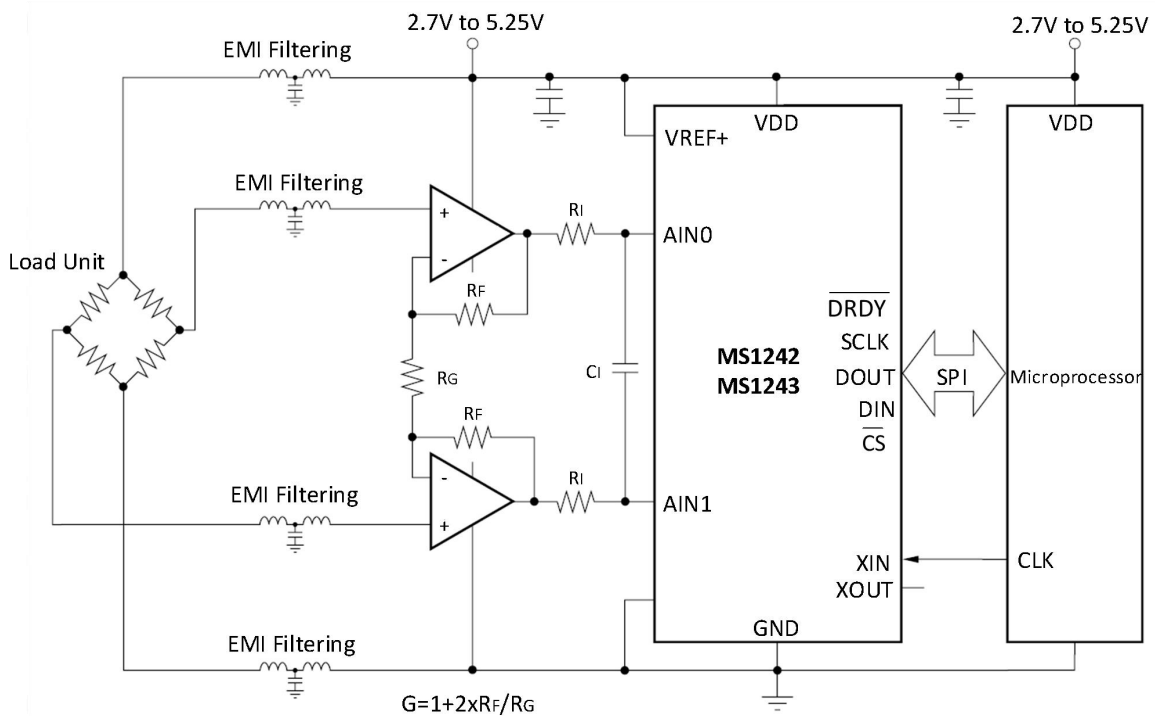 2.7V to 5.25V
2.7V to 5.25V
EMI Filtering
VDD
VDD
VREF+
EMI Filtering
+
RI
AIN0
-
Load Unit
RF
DRDY
SCLK
MS1242
MS1243
CI
RG
DOUT
SPI
Microprocessor
DIN
RF
CS
-
RI
EMI Filtering
AIN1
+
XIN
CLK
XOUT
GND
EMI Filtering
G=1+2xRF/RG